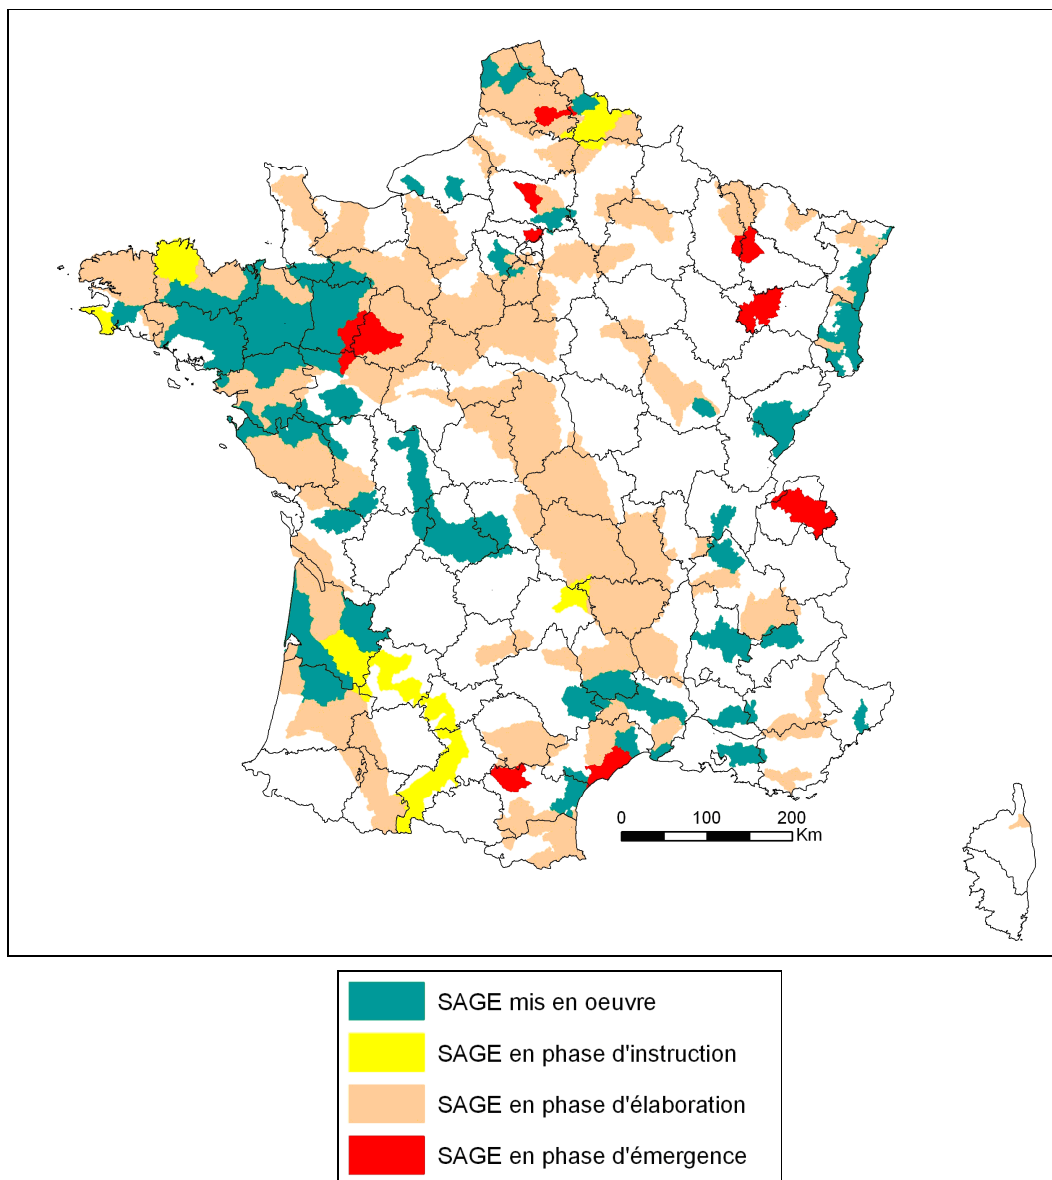 0 100 200
Km
SAGE mis en oeuvre
SAGE en phase d'instruction
SAGE en phase d'élaboration
SAGE en phase d'émergence